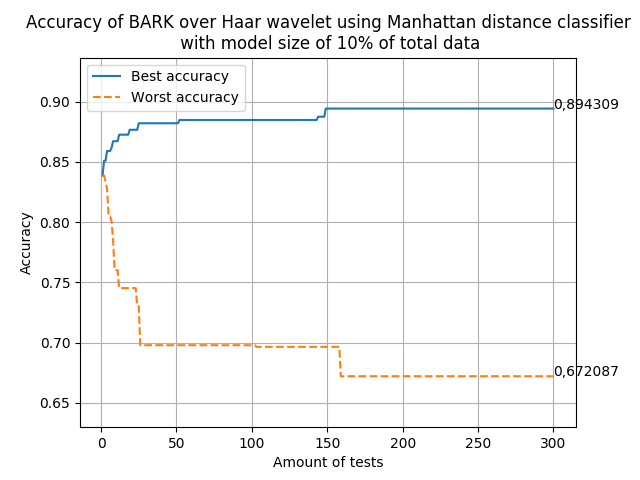 Accuracy of BARK over Haar wavelet using Manhattan distance classifier
with model size of 10% of total data
Best accuracy
Worst accuracy
0.90
0.85
0.80
0.75
0.70
0.65
Accuracy
0,894309
0,672087
0
50
100
150
200
250
300
Amount of tests